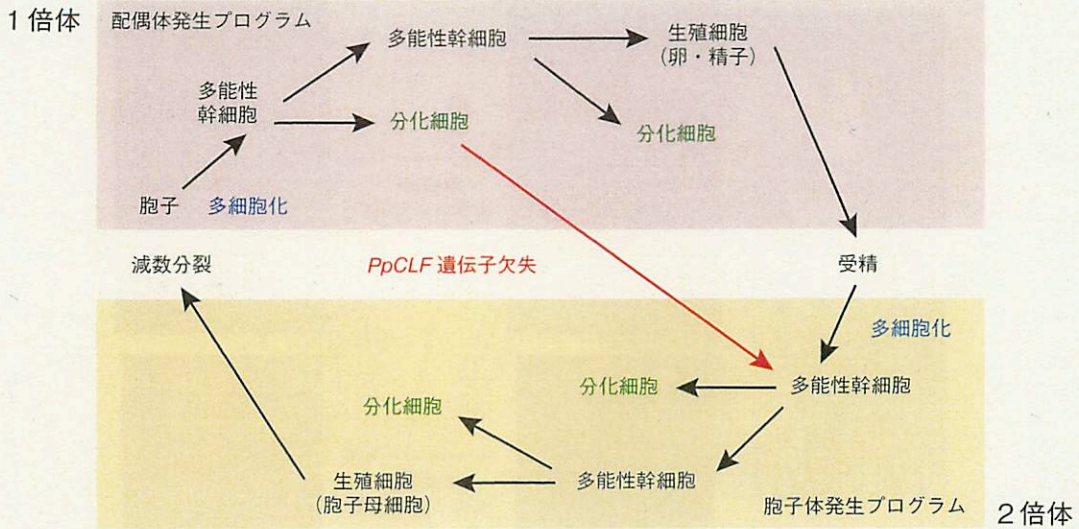 1倍体
配偶体発生プログラム
多能性幹細胞
生殖細胞
(卵・精子)
多能性
幹細胞
分化細胞
分化細胞
胞子
多細胞化
減数分裂
PpCLF 遺伝子欠失
受精
多細胞化
分化細胞
多能性幹細胞
分化細胞
生殖細胞
(胞子母細胞)
多能性幹細胞
胞子体発生プログラム
2倍体